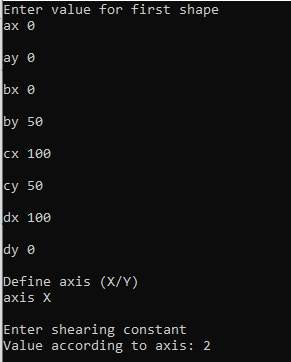 Enter value for first shape
ax 0
ay 0
bx 0
by 50
cx 100
cy 50
dx 100
dy 0
Define axis (X/Y)
axis X
Enter shearing constant
Value according to axis: 2